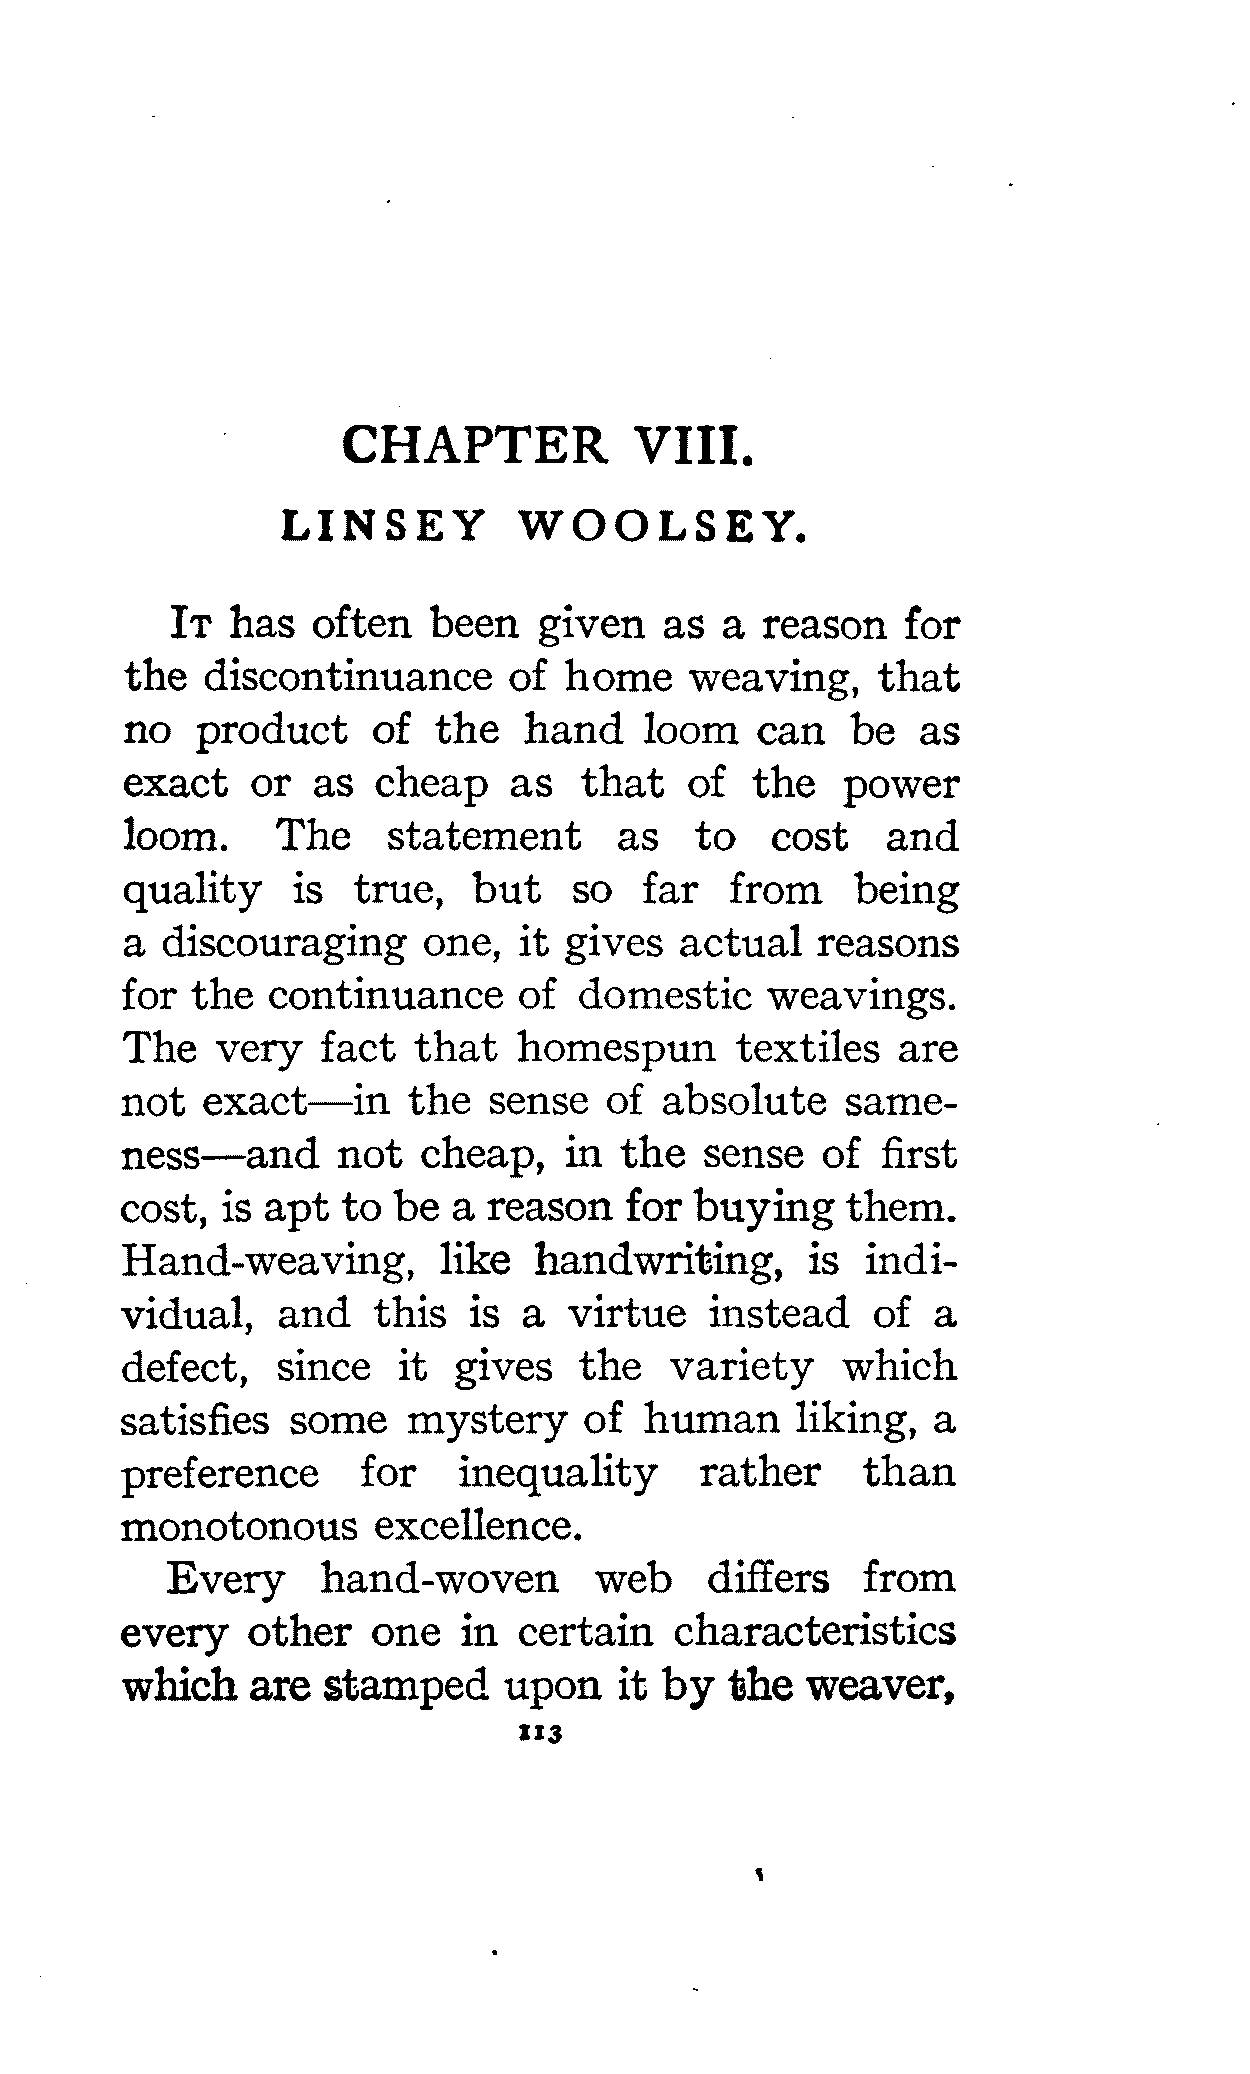 CHAPTER VIII.
LINSEY WOOLSEY.
IT has often been given as a reason for
the discontinuance of home weaving, that
no product of the hand loom can be as
exact or as cheap as that of the power
loom. The statement as to cost and
quality is true, but so far from being
a discouraging one, it gives actual reasons
for the continuance of domestic weavings.
The very fact that homespun textiles are
not exact—in the sense of absolute same-
ness—and not cheap, in the sense of first
cost, is apt to be a reason for buying them.
Hand-weaving, like handwriting, is indi-
vidual, and this is a virtue instead of a
defect, since it gives the variety which
satisfies some mystery of human liking, a
preference for inequality rather than
monotonous excellence.
Every hand-woven web differs from
every other one in certain characteristics
which are stamped upon it by the weaver,
113